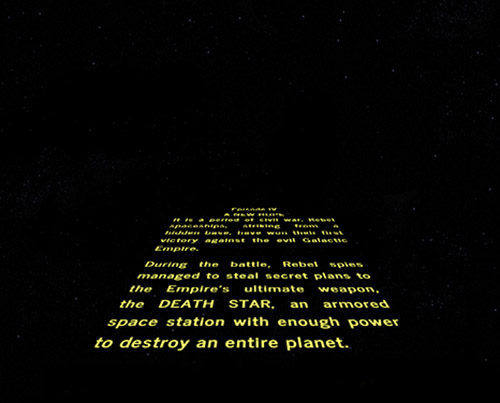 Episode IV
A NEW HOPE
It is a period of civil war. Rebel
spaceships, striking from a
hidden base, have won their first
victory against the evil Galactic
Empire.
During the battle, Rebel spies
managed to steal secret plans to
the Empire's ultimate weapon,
the DEATH STAR, an armored
space station with enough power
to destroy an entire planet.